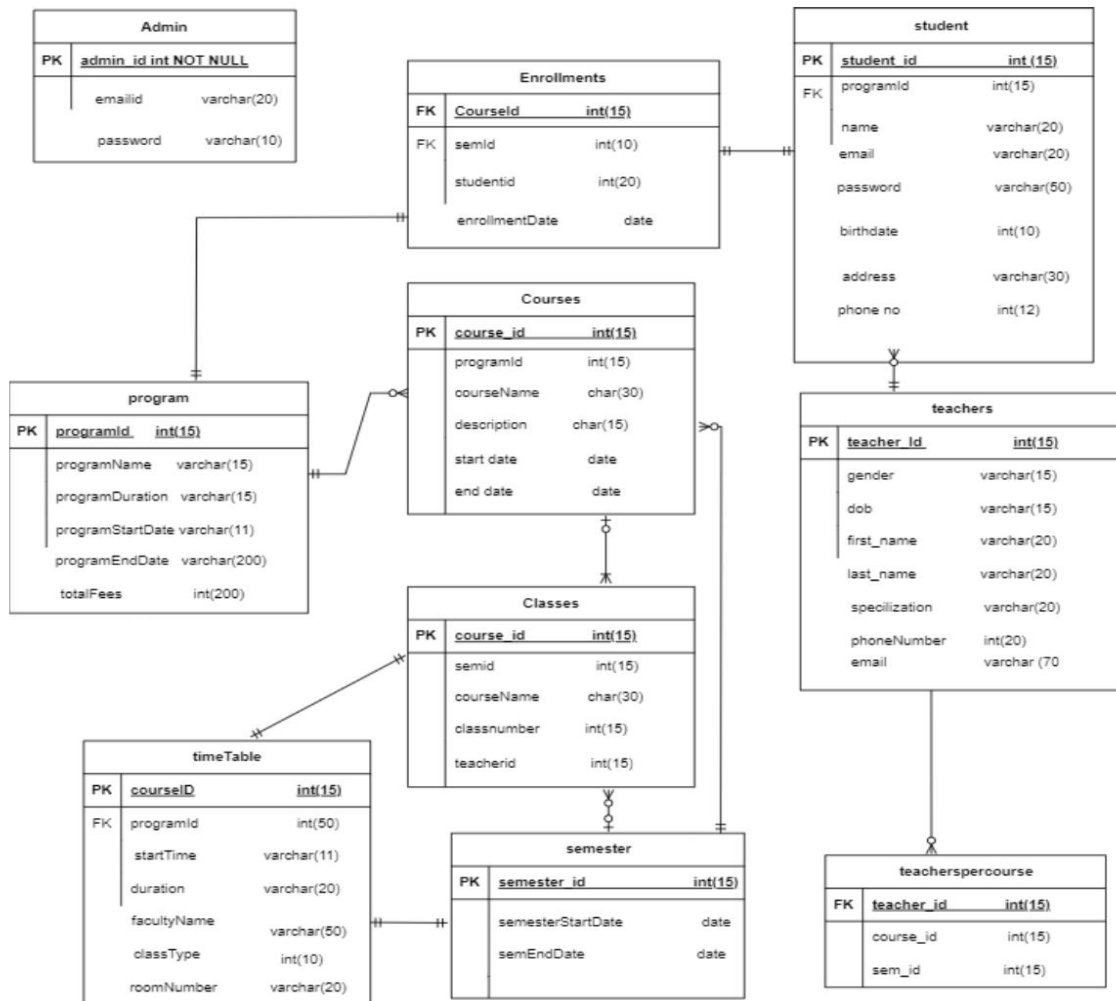 Admin
PK admin_id int NOT NULL
emailid varchar(20)
password varchar(10)
Enrollments
FK CourseId int(15)
FK semId int(10)
studentid int(20)
enrollmentDate date
student
PK student_id int (15)
FK programId int(15)
name varchar(20)
email varchar(20)
password varchar(50)
birthdate int(10)
address varchar(30)
phone no int(12)
Courses
PK course_id int(15)
programId int(15)
courseName char(30)
description char(15)
start date date
end date date
program
PK programId int(15)
programName varchar(15)
programDuration varchar(15)
programStartDate varchar(11)
programEndDate varchar(200)
totalFees int(200)
teachers
PK teacher_Id int(15)
gender varchar(15)
dob varchar(15)
first_name varchar(20)
last_name varchar(20)
specilization varchar(20)
phoneNumber int(20)
email varchar (70
Classes
PK course_id int(15)
semid int(15)
courseName char(30)
classnumber int(15)
teacherid int(15)
timeTable
PK courseID int(15)
FK programId int(50)
startTime varchar(11)
duration varchar(20)
facultyName varchar(50)
classType int(10)
roomNumber varchar(20)
semester
PK semester_id int(15)
semesterStartDate date
semEndDate date
teacherspercourse
FK teacher_id int(15)
course_id int(15)
sem_id int(15)